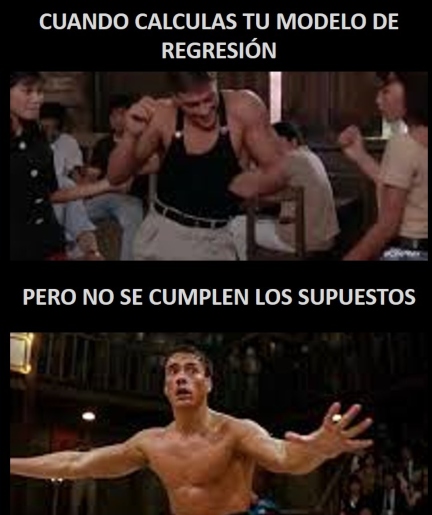 CUANDO CALCULAS TU MODELO DE
REGRESIÓN
PERO NO SE CUMPLEN LOS SUPUESTOS